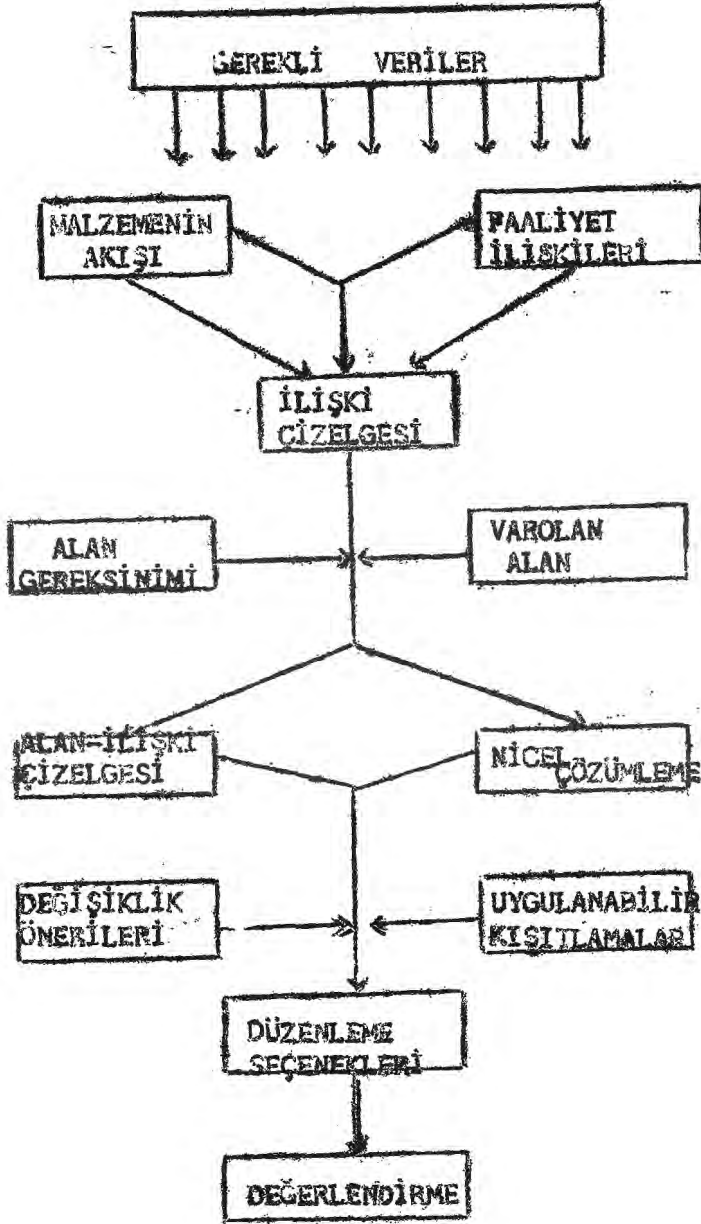 GEREKLİ VERİLER
MALZEMENİN
AKIŞI
FAALİYET
İLİŞKİLERİ
İLİŞKİ
ÇİZELGESİ
ALAN
GEREKSİNİMİ
VAROLAN
ALAN
ALAN-İLİŞKİ
ÇİZELGESİ
NİCEL ÇÖZÜMLEME
DEĞİŞİKLİK
ÖNERİLERİ
UYGULANABİLİR
KISITLAMALAR
DÜZENLEME
SEÇENEKLERİ
DEĞERLENDİRME